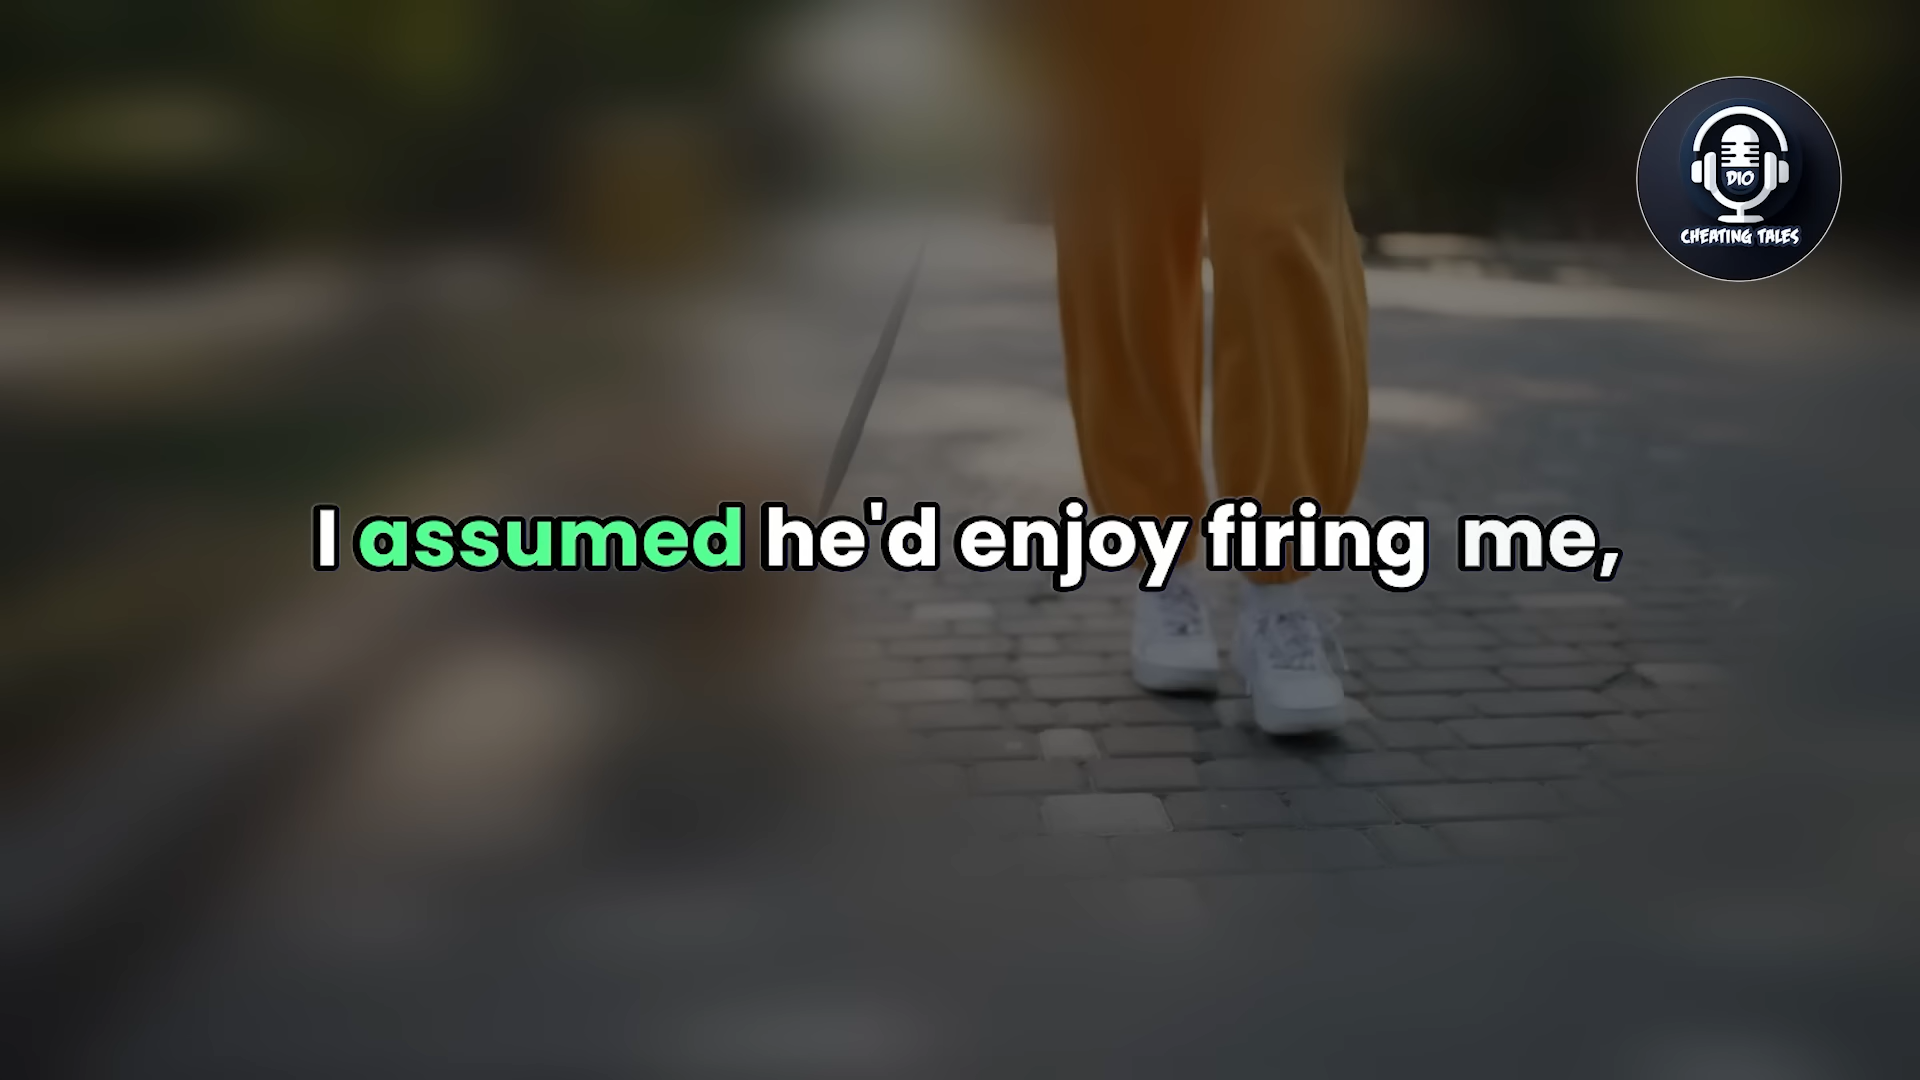 DIO
CHEATING TALES
I assumed he'd enjoy firing me,